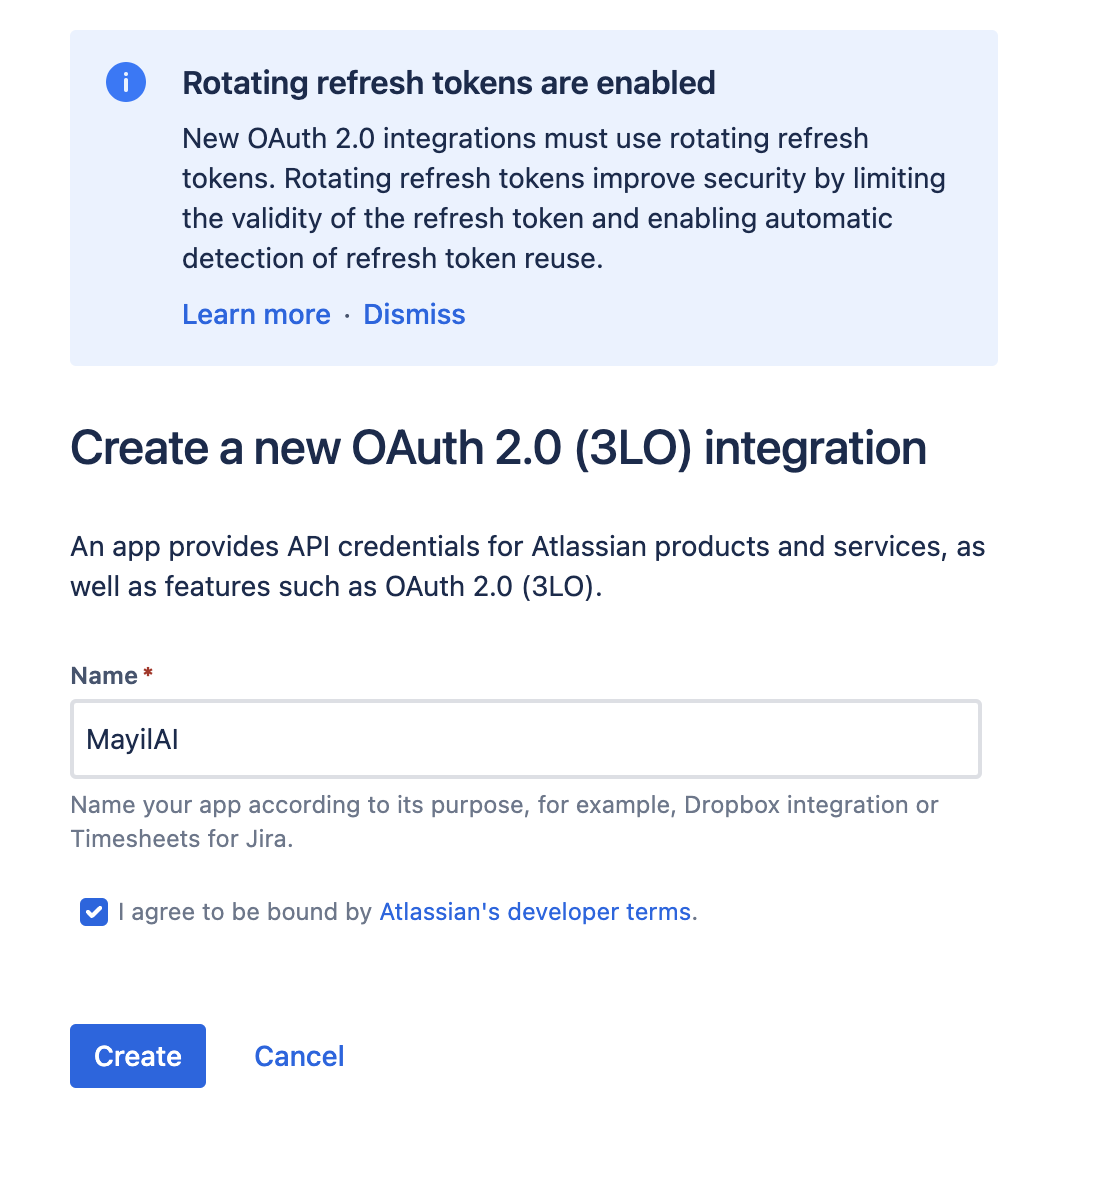 Rotating refresh tokens are enabled
New OAuth 2.0 integrations must use rotating refresh
tokens. Rotating refresh tokens improve security by limiting
the validity of the refresh token and enabling automatic
detection of refresh token reuse.
Learn more · Dismiss
Create a new OAuth 2.0 (3LO) integration
An app provides API credentials for Atlassian products and services, as
well as features such as OAuth 2.0 (3LO).
Name *
MayilAI
Name your app according to its purpose, for example, Dropbox integration or
Timesheets for Jira.
I agree to be bound by Atlassian's developer terms.
Create Cancel